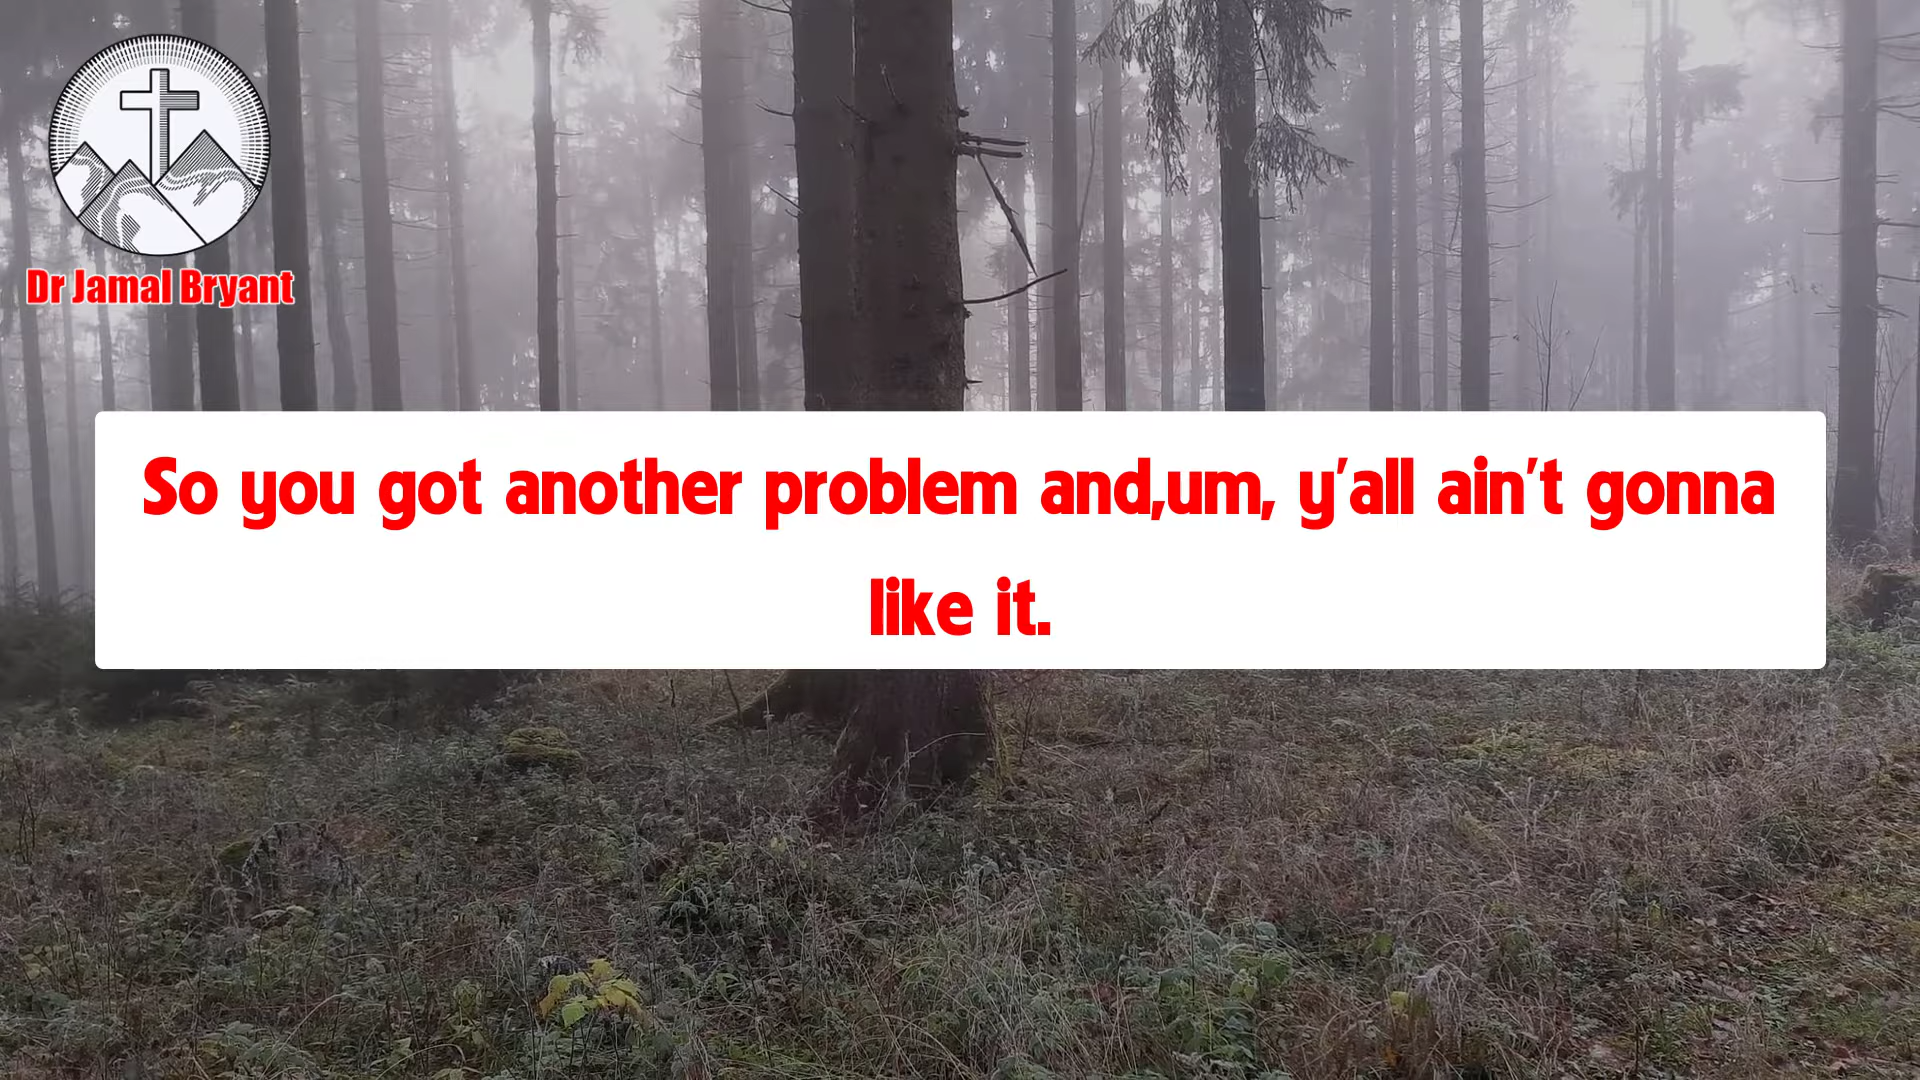 Dr Jamal Bryant
So you got another problem and,um, y'all ain't gonna
like it.